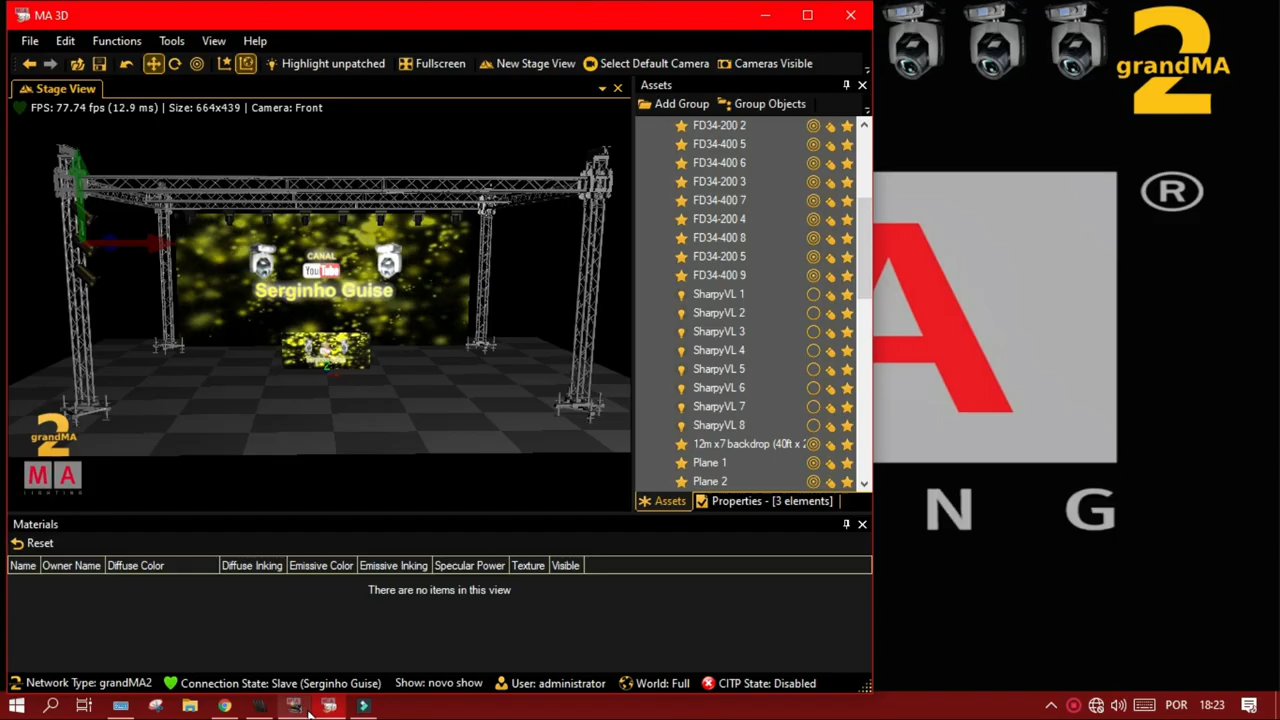 MA 3D
File Edit Functions Tools View Help
Highlight unpatched Fullscreen New Stage View Select Default Camera Cameras Visible
Stage View
FPS: 77.74 fps (12.9 ms) | Size: 664x439 | Camera: Front
CANAL
YouTube
Serginho Guise
2
grandMA
MA
LIGHTING
Assets
Add Group Group Objects
FD34-200 2
FD34-400 5
FD34-400 6
FD34-200 3
FD34-400 7
FD34-200 4
FD34-400 8
FD34-200 5
FD34-400 9
SharpyVL 1
SharpyVL 2
SharpyVL 3
SharpyVL 4
SharpyVL 5
SharpyVL 6
SharpyVL 7
SharpyVL 8
12m x7 backdrop (40ft x
Plane 1
Plane 2
Assets Properties - [3 elements]
Materials
Reset
Name Owner Name Diffuse Color Diffuse Inking Emissive Color Emissive Inking Specular Power Texture Visible
There are no items in this view
Network Type: grandMA2 Connection State: Slave (Serginho Guise) Show: novo show User: administrator World: Full CITP State: Disabled
2
grandMA
®
A
N G
POR 18:23